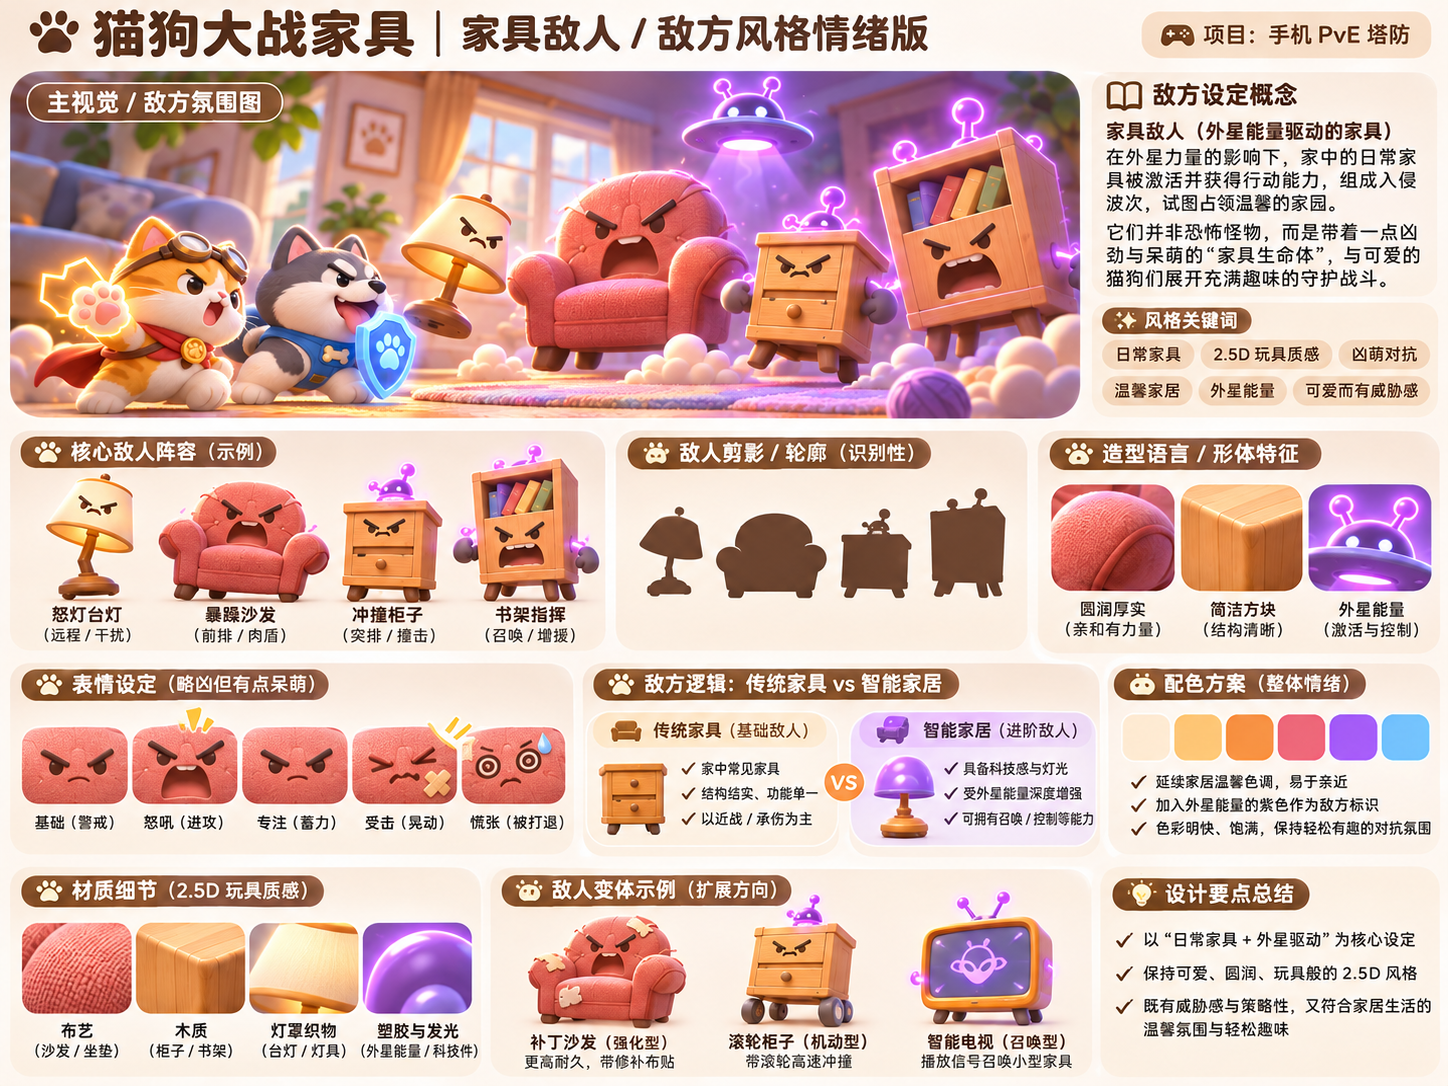 猫狗大战家具 | 家具敌人 / 敌方风格情绪版
项目：手机 PvE 塔防
主视觉 / 敌方氛围图
敌方设定概念
家具敌人（外星能量驱动的家具）
在外星力量的影响下，家中的日常家
具被激活并获得行动能力，组成入侵
波次，试图占领温馨的家园。
它们并非恐怖怪物，而是带着一点凶
劲与呆萌的“家具生命体”，与可爱的
猫狗们展开充满趣味的守护战斗。
风格关键词
日常家具
2.5D 玩具质感
凶萌对抗
温馨家居
外星能量
可爱而有威胁感
核心敌人阵容（示例）
怒灯台灯
（远程 / 干扰）
暴躁沙发
（前排 / 肉盾）
冲撞柜子
（突排 / 撞击）
书架指挥
（召唤 / 增援）
敌人剪影 / 轮廓（识别性）
造型语言 / 形体特征
圆润厚实
（亲和有力量）
简洁方块
（结构清晰）
外星能量
（激活与控制）
表情设定（略凶但有点呆萌）
基础（警戒）
怒吼（进攻）
专注（蓄力）
受击（晃动）
慌张（被打退）
敌方逻辑：传统家具 vs 智能家居
传统家具（基础敌人）
家中常见家具
结构结实、功能单一
以近战 / 承伤为主
VS
智能家居（进阶敌人）
具备科技感与灯光
受外星能量深度增强
可拥有召唤 / 控制等能力
配色方案（整体情绪）
延续家居温馨色调，易于亲近
加入外星能量的紫色作为敌方标识
色彩明快、饱满，保持轻松有趣的对抗氛围
材质细节（2.5D 玩具质感）
布艺
（沙发 / 坐垫）
木质
（柜子 / 书架）
灯罩织物
（台灯 / 灯具）
塑胶与发光
（外星能量 / 科技件）
敌人变体示例（扩展方向）
补丁沙发（强化型）
更高耐久，带修补布贴
滚轮柜子（机动型）
带滚轮高速冲撞
智能电视（召唤型）
播放信号召唤小型家具
设计要点总结
以 “日常家具 + 外星驱动” 为核心设定
保持可爱、圆润、玩具般的 2.5D 风格
既有威胁感与策略性，又符合家居生活的
温馨氛围与轻松趣味